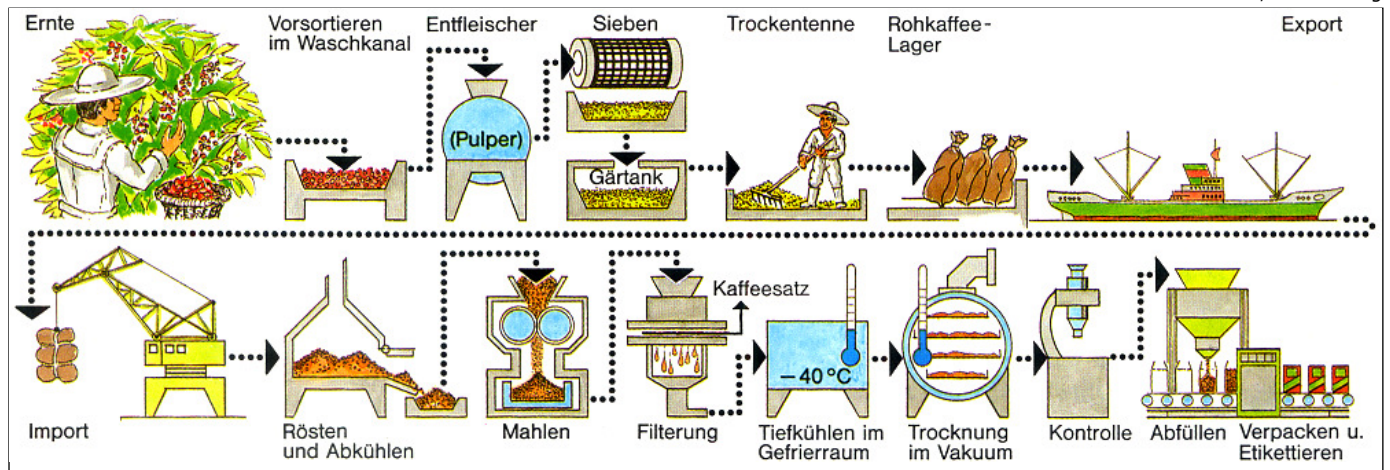 Ernte
Vorsortieren
im Waschkanal
Entfleischer
(Pulper)
Sieben
Gärtank
Trockentenne
Rohkaffee-
Lager
Export
Import
Rösten
und Abkühlen
Mahlen
Filterung
Kaffeesatz
Tiefkühlen im
Gefrierraum
– 40 °C
Trocknung
im Vakuum
Kontrolle
Abfüllen
Verpacken u.
Etikettieren